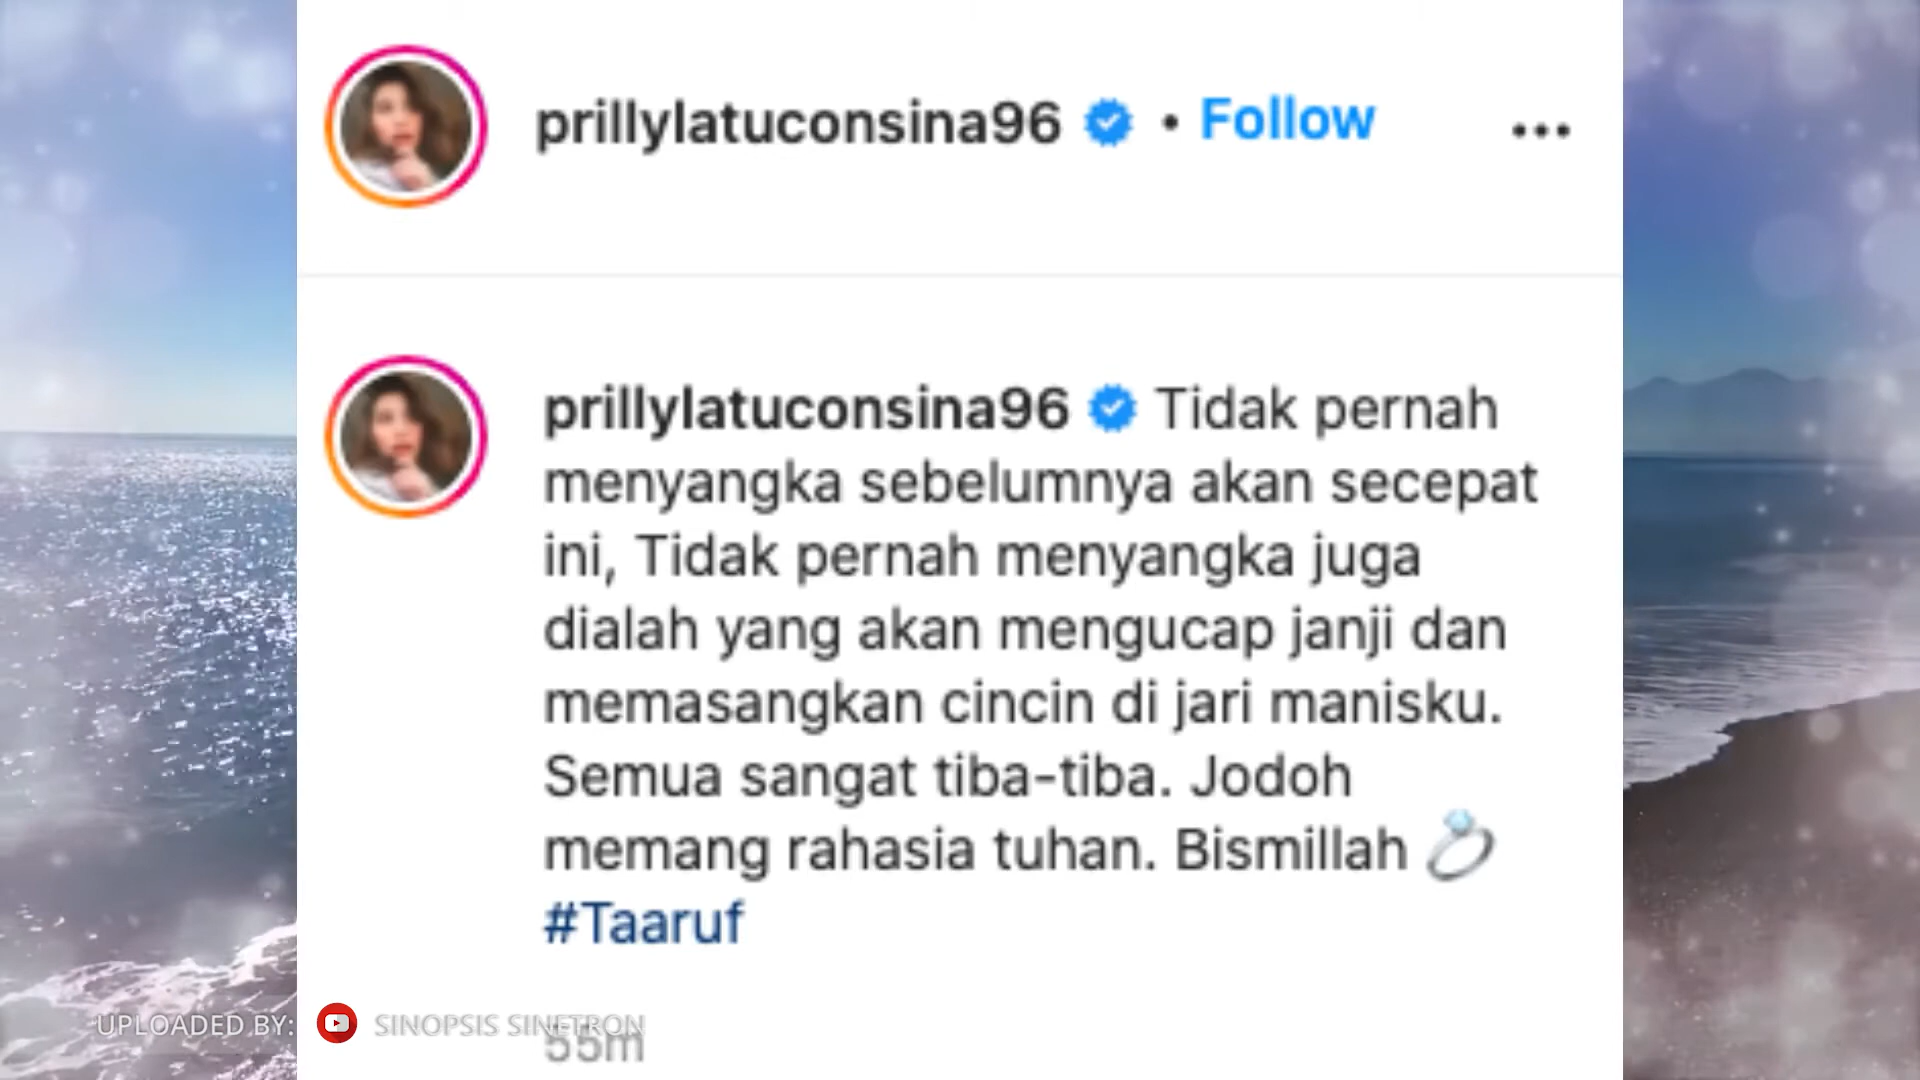 prillylatuconsina96 • Follow
prillylatuconsina96 Tidak pernah
menyangka sebelumnya akan secepat
ini, Tidak pernah menyangka juga
dialah yang akan mengucap janji dan
memasangkan cincin di jari manisku.
Semua sangat tiba-tiba. Jodoh
memang rahasia tuhan. Bismillah 💍
#Taaruf
UPLOADED BY: SINOPSIS SINETRON
55m